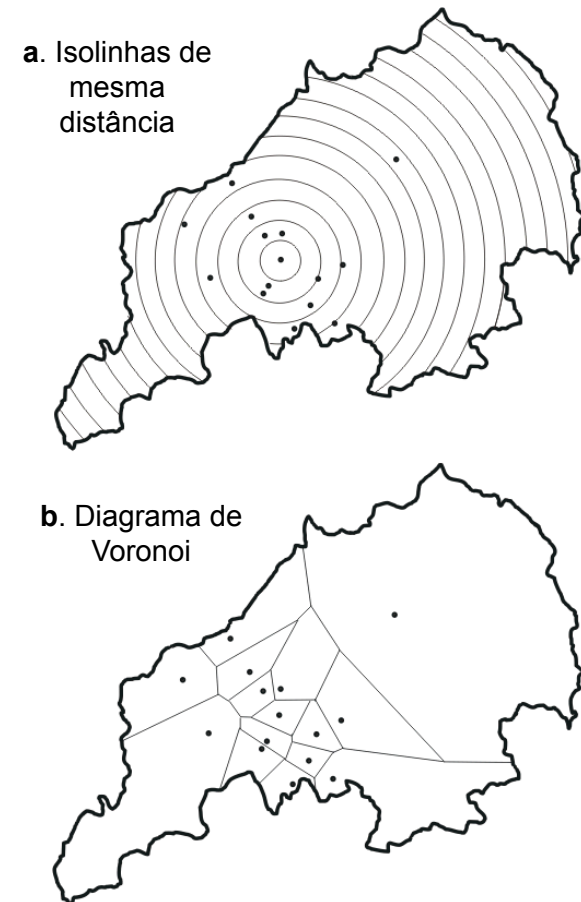 a. Isolinhas de
mesma
distância
b. Diagrama de
Voronoi